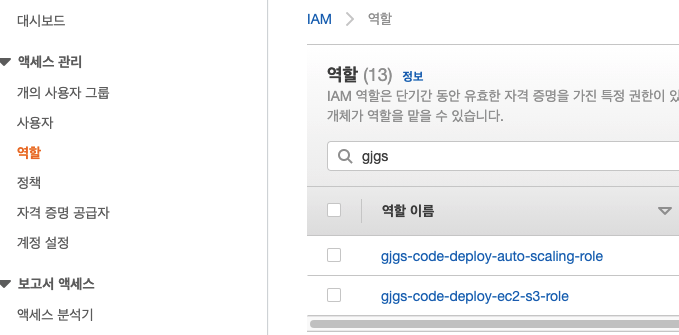 대시보드
액세스 관리
개의 사용자 그룹
사용자
역할
정책
자격 증명 공급자
계정 설정
보고서 액세스
액세스 분석기
IAM > 역할
역할 (13) 정보
IAM 역할은 단기간 동안 유효한 자격 증명을 가진 특정 권한이 있
개체가 역할을 맡을 수 있습니다.
gjgs
역할 이름
gjgs-code-deploy-auto-scaling-role
gjgs-code-deploy-ec2-s3-role